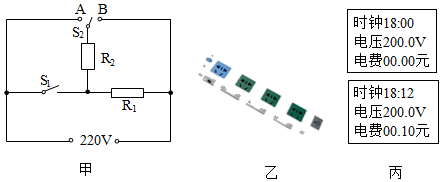 A B
S₂
R₂
S₁
R₁
220V
甲
乙
时钟18:00
电压200.0V
电费00.00元
时钟18:12
电压200.0V
电费00.10元
丙